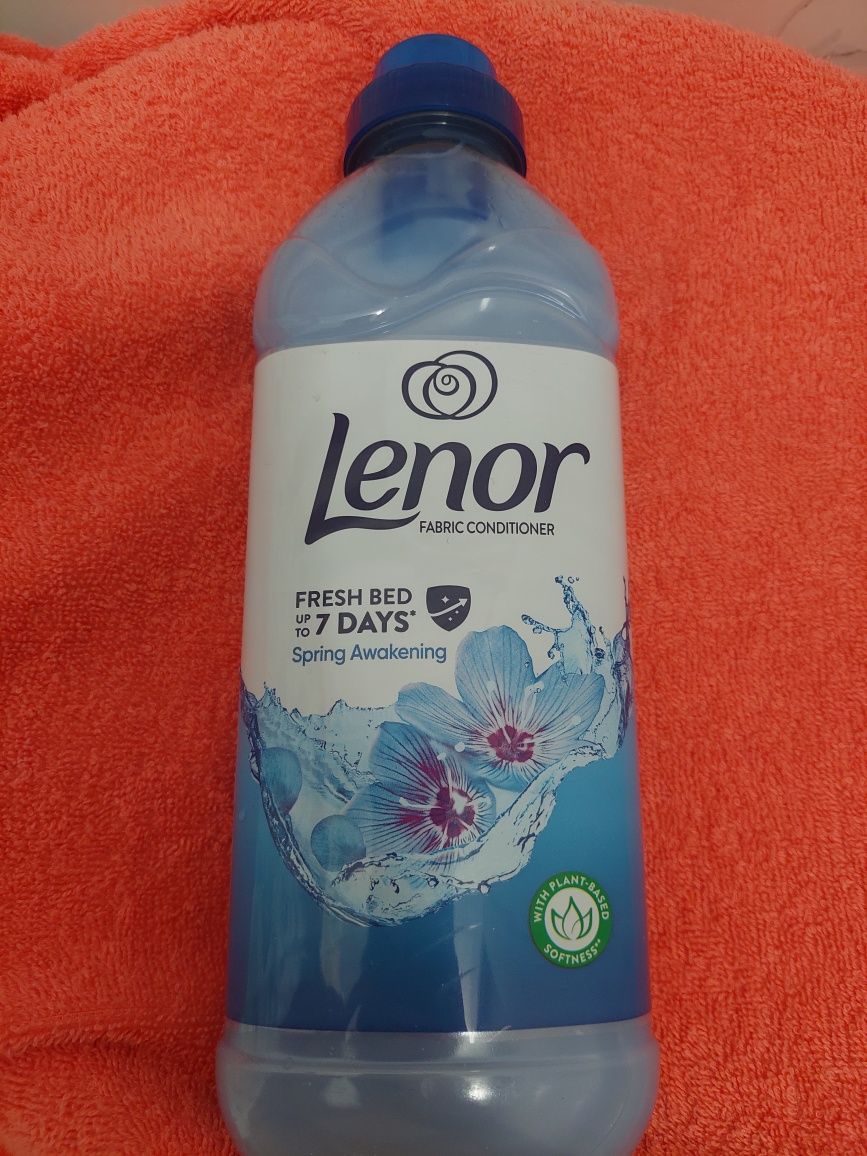 Lenor
FABRIC CONDITIONER
FRESH BED
UP TO 7 DAYS*
Spring Awakening
WITH PLANT-BASED
SOFTNESS**